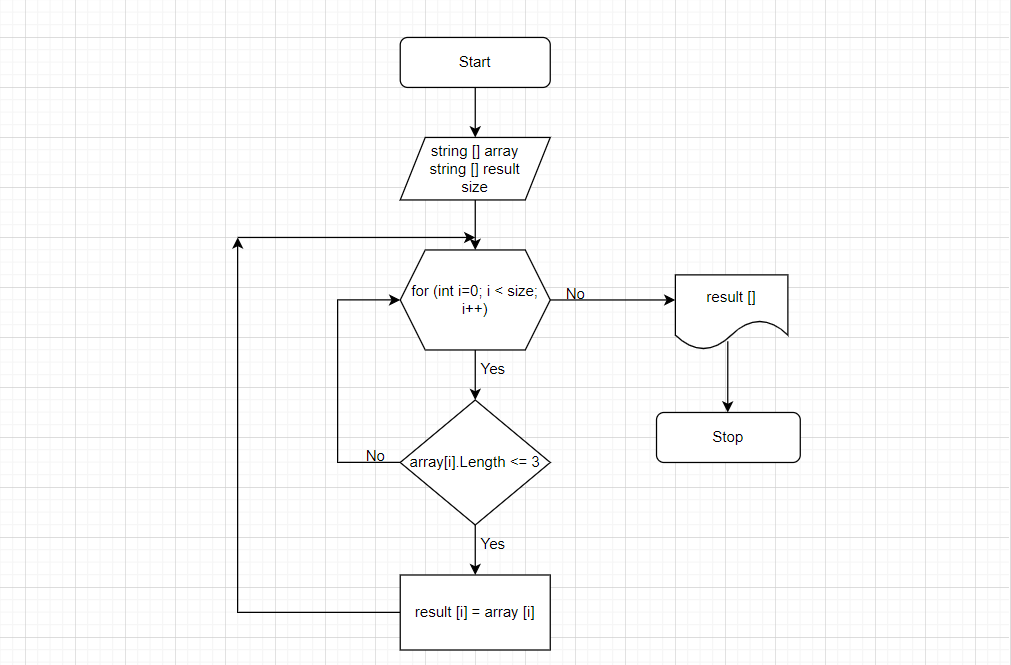 Start
string [] array
string [] result
size
for (int i=0; i < size;
i++)
No
result []
Yes
Stop
No
array[i].Length <= 3
Yes
result [i] = array [i]